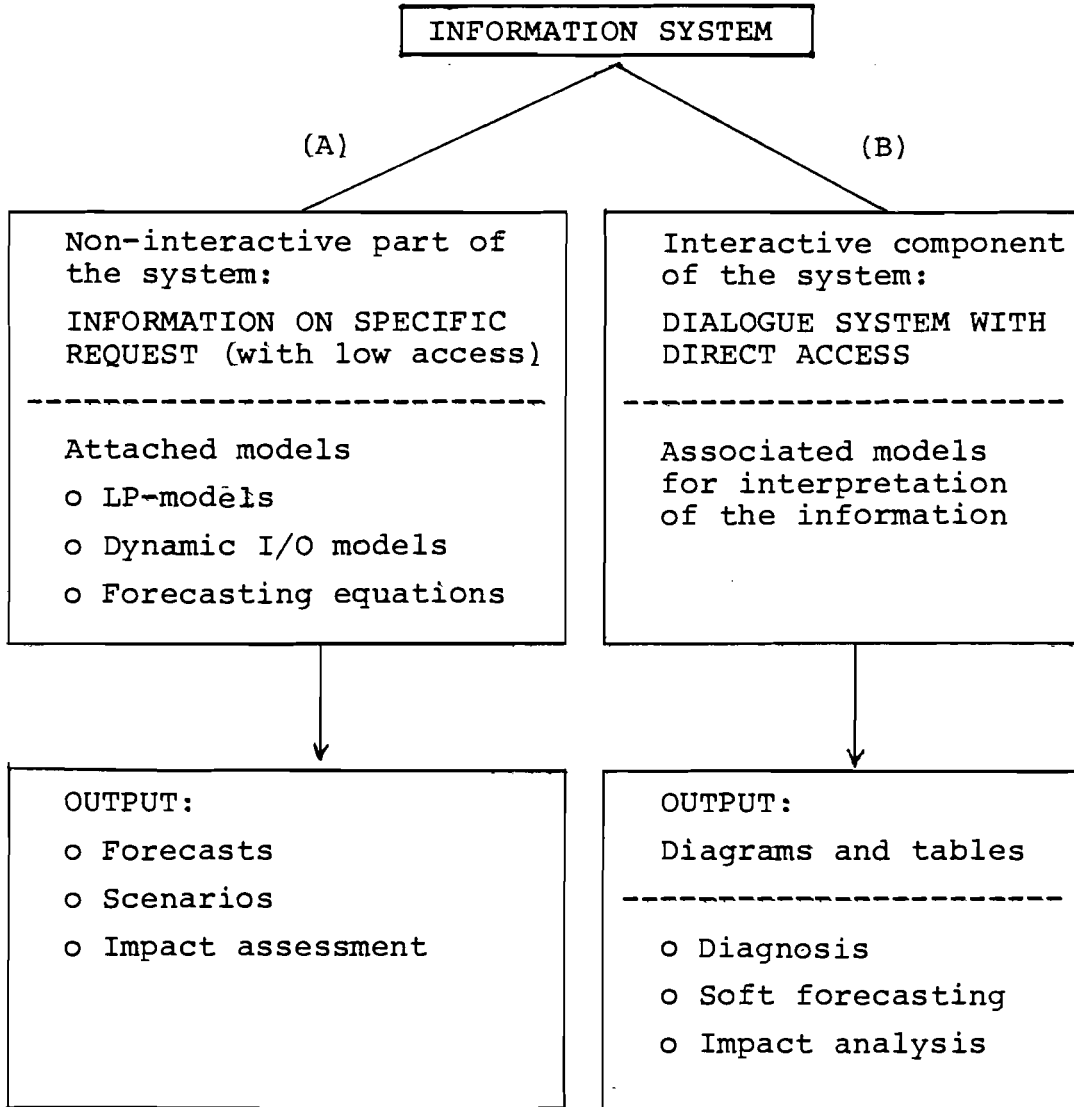 INFORMATION SYSTEM
(A)
(B)
Non-interactive part of
the system:
INFORMATION ON SPECIFIC
REQUEST (with low access)
Attached models
o LP-models
o Dynamic I/O models
o Forecasting equations
Interactive component
of the system:
DIALOGUE SYSTEM WITH
DIRECT ACCESS
Associated models
for interpretation
of the information
OUTPUT:
o Forecasts
o Scenarios
o Impact assessment
OUTPUT:
Diagrams and tables
o Diagnosis
o Soft forecasting
o Impact analysis